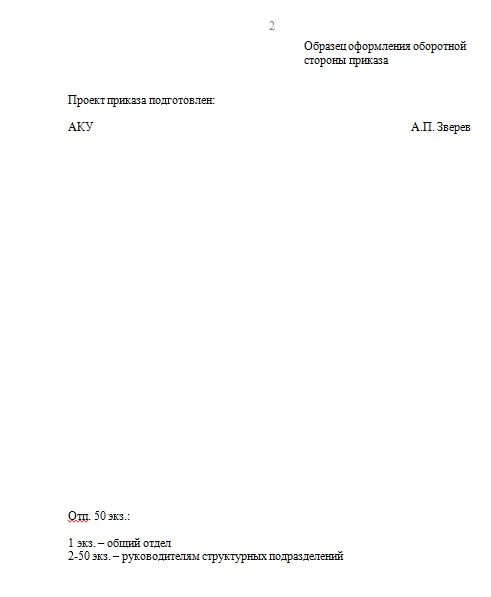 2
Образец оформления оборотной
стороны приказа
Проект приказа подготовлен:
АКУ А.П. Зверев
Отп. 50 экз.:
1 экз. – общий отдел
2-50 экз. – руководителям структурных подразделений